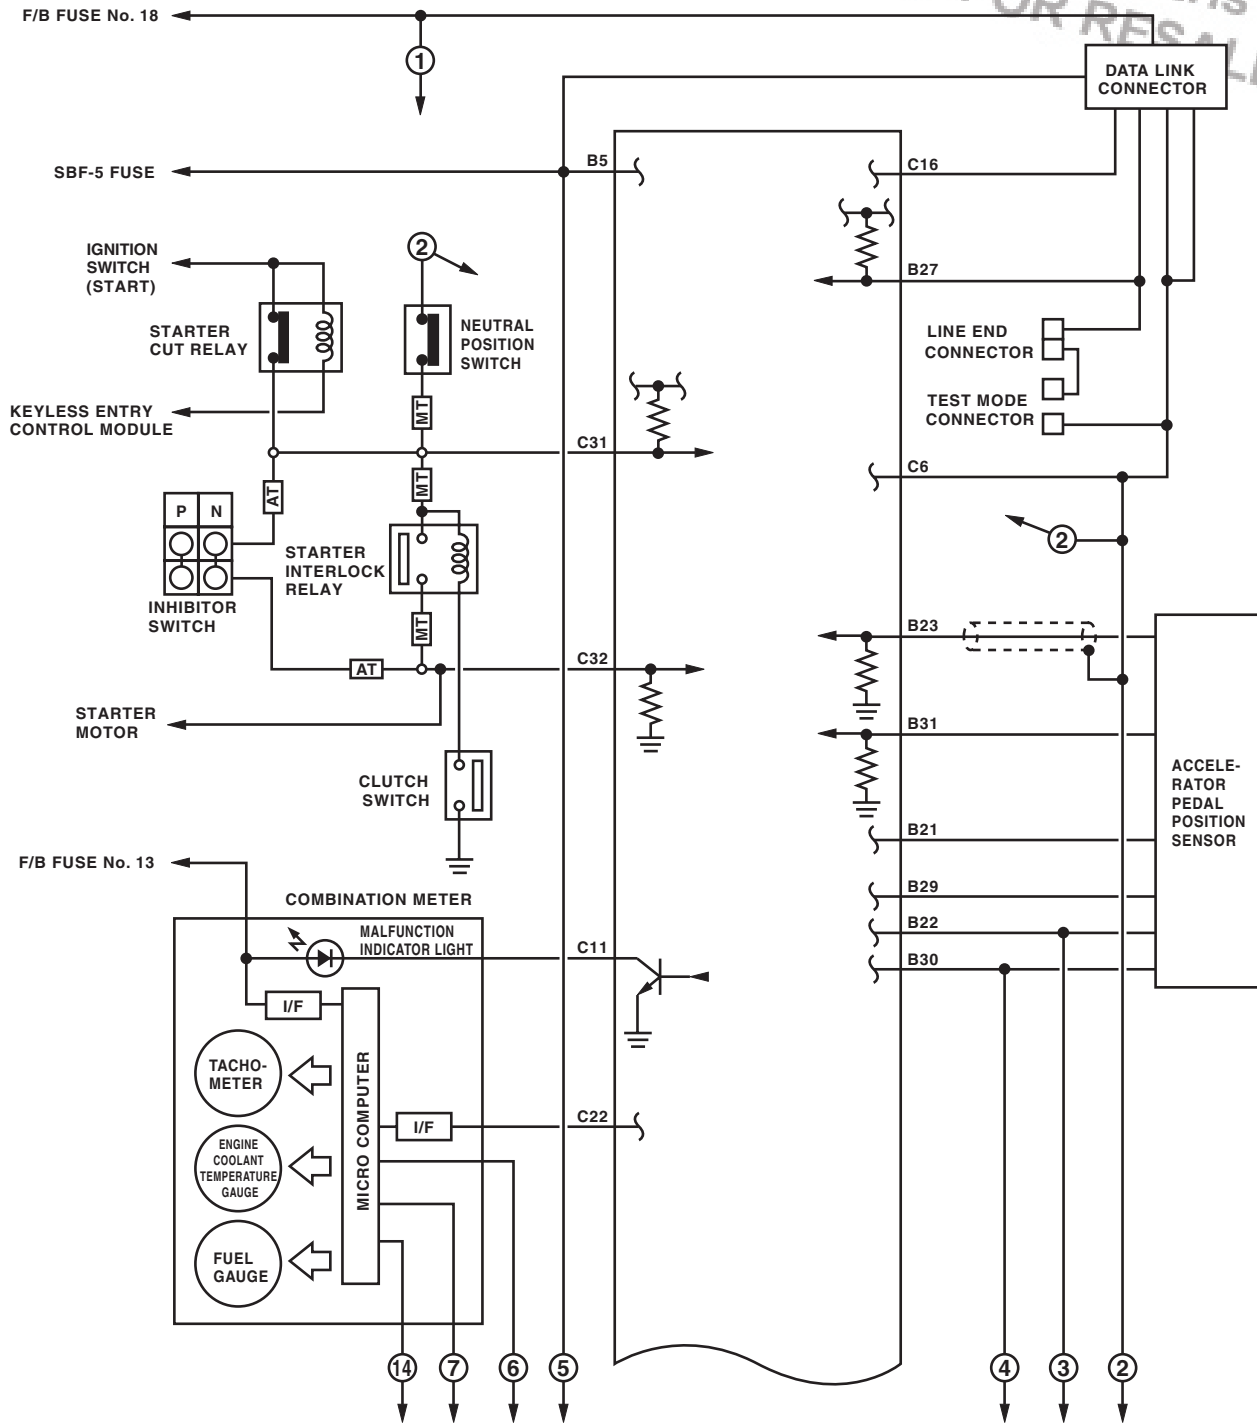 F/B FUSE No. 18
FOR RESALE
1
DATA LINK
CONNECTOR
SBF-5 FUSE
B5
C16
IGNITION
SWITCH
(START)
2
B27
STARTER
CUT RELAY
NEUTRAL
POSITION
SWITCH
LINE END
CONNECTOR
KEYLESS ENTRY
CONTROL MODULE
MT
TEST MODE
CONNECTOR
C31
MT
C6
AT
P N
STARTER
INTERLOCK
RELAY
2
INHIBITOR
SWITCH
MT
B23
AT
C32
STARTER
MOTOR
B31
CLUTCH
SWITCH
ACCELE-
RATOR
PEDAL
POSITION
SENSOR
B21
F/B FUSE No. 13
B29
COMBINATION METER
B22
MALFUNCTION
INDICATOR LIGHT
C11
B30
I/F
TACHO-
METER
MICRO COMPUTER
I/F
C22
ENGINE
COOLANT
TEMPERATURE
GAUGE
FUEL
GAUGE
14
7
6
5
4
3
2